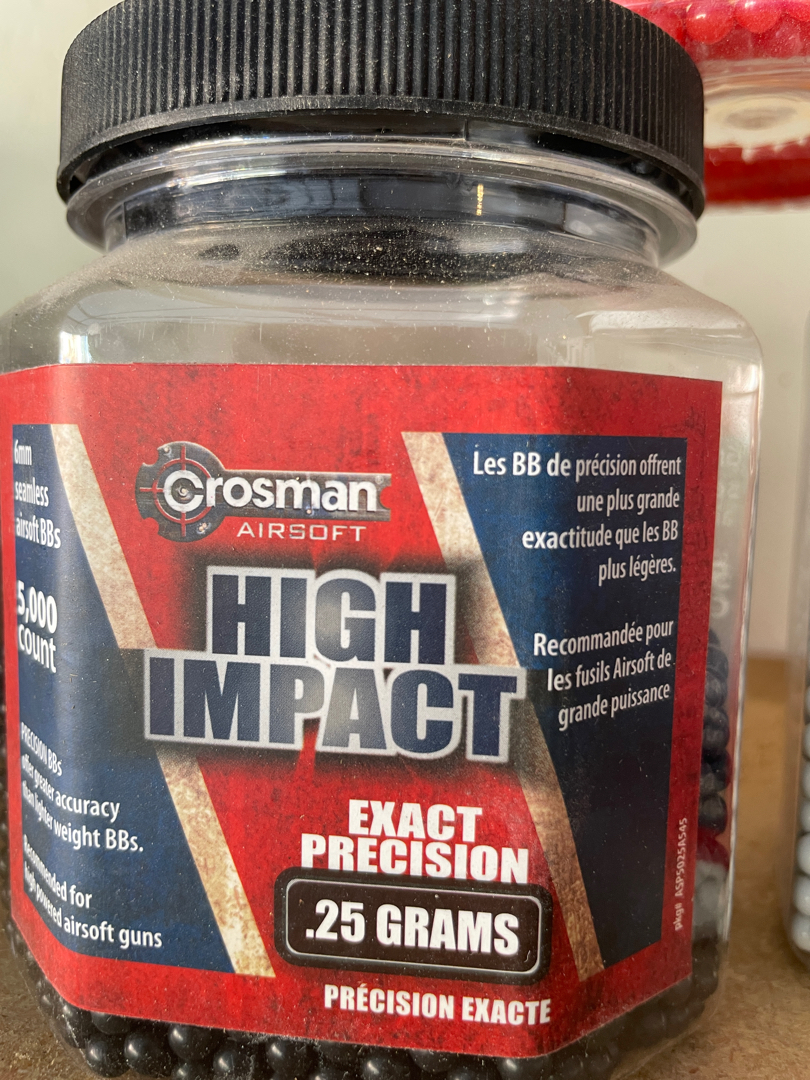 6mm
seamless
airsoft BBs
5,000
count
PRECISION BBs
offer greater accuracy
than lighter weight BBs.
Recommended for
high powered airsoft guns
Crosman
AIRSOFT
HIGH
IMPACT
EXACT
PRECISION
.25 GRAMS
PRÉCISION EXACTE
Les BB de précision offrent
une plus grande
exactitude que les BB
plus légères.
Recommandée pour
les fusils Airsoft de
grande puissance
pkg# ASP5025A545